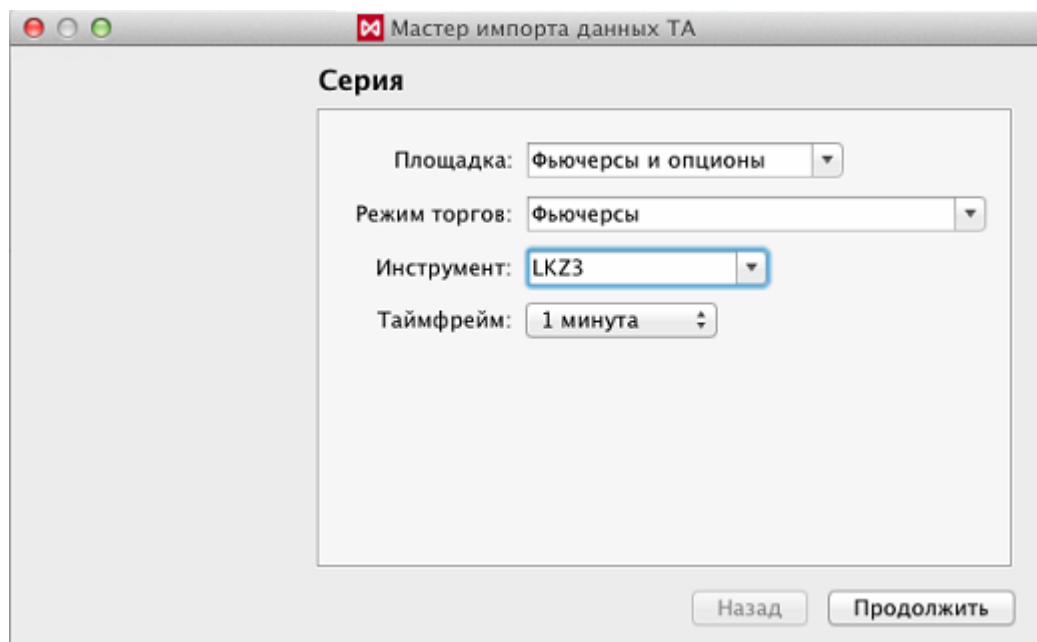 Мастер импорта данных ТА
Серия
Площадка: Фьючерсы и опционы
Режим торгов: Фьючерсы
Инструмент: LKZ3
Таймфрейм: 1 минута
Назад Продолжить